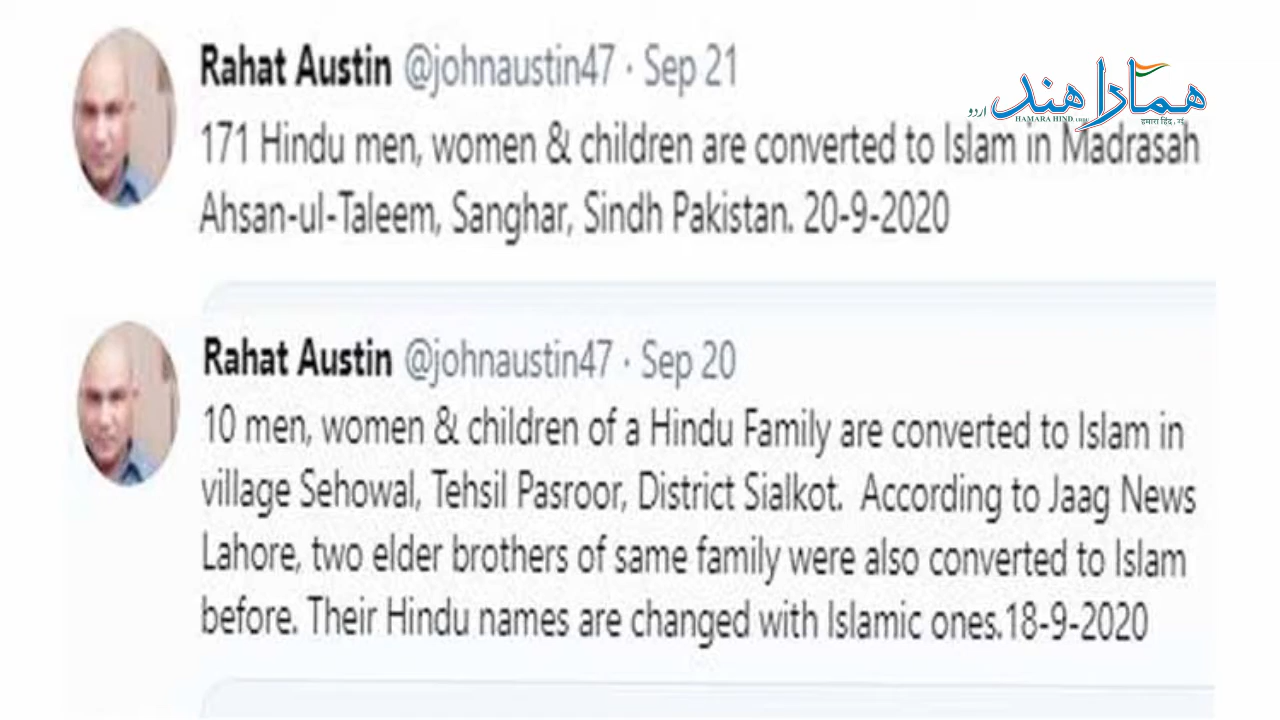 Rahat Austin @johnaustin47 · Sep 21
ہمارا ہند اردو
HAMARA HIND
171 Hindu men, women & children are converted to Islam in Madrasah
Ahsan-ul-Taleem, Sanghar, Sindh Pakistan. 20-9-2020
Rahat Austin @johnaustin47 · Sep 20
10 men, women & children of a Hindu Family are converted to Islam in
village Sehowal, Tehsil Pasroor, District Sialkot. According to Jaag News
Lahore, two elder brothers of same family were also converted to Islam
before. Their Hindu names are changed with Islamic ones.18-9-2020